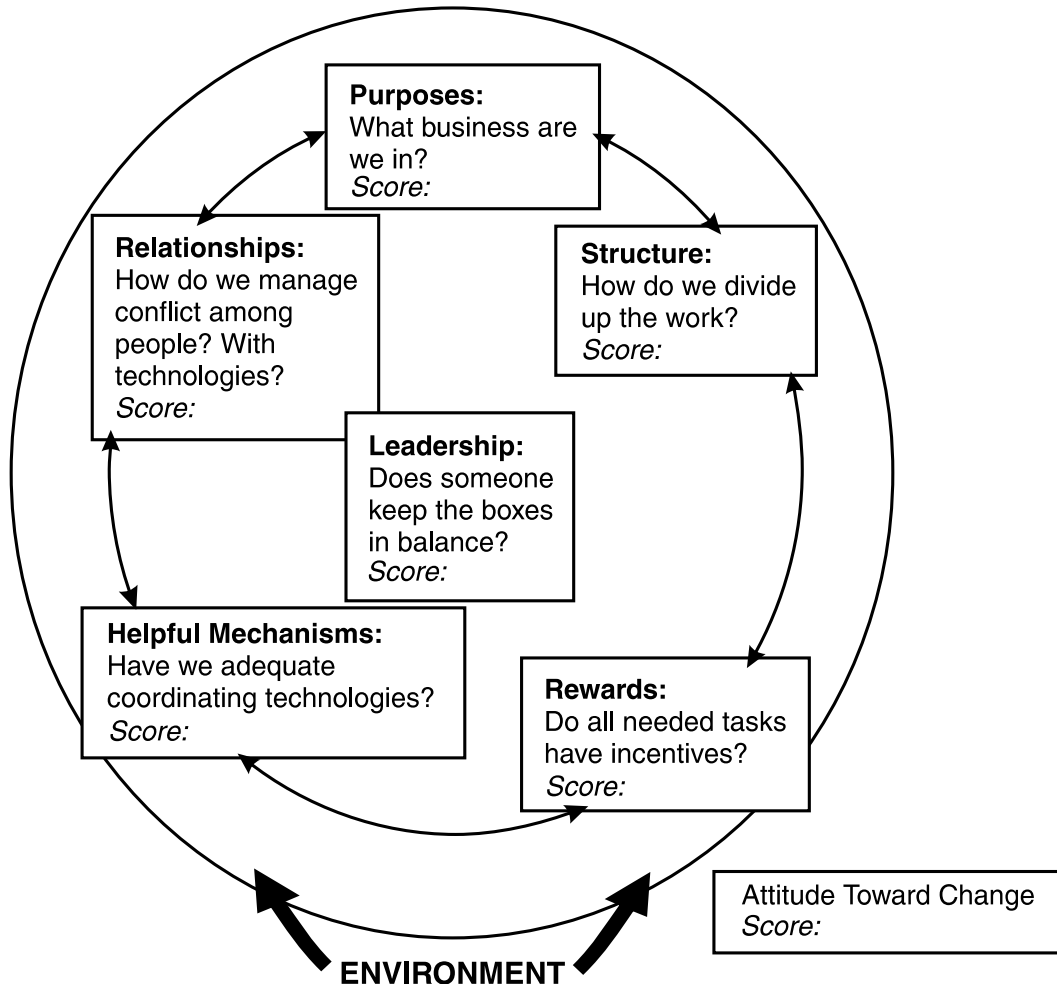 Purposes:
What business are
we in?
Score:
Relationships:
How do we manage
conflict among
people? With
technologies?
Score:
Structure:
How do we divide
up the work?
Score:
Leadership:
Does someone
keep the boxes
in balance?
Score:
Helpful Mechanisms:
Have we adequate
coordinating technologies?
Score:
Rewards:
Do all needed tasks
have incentives?
Score:
Attitude Toward Change
Score:
ENVIRONMENT